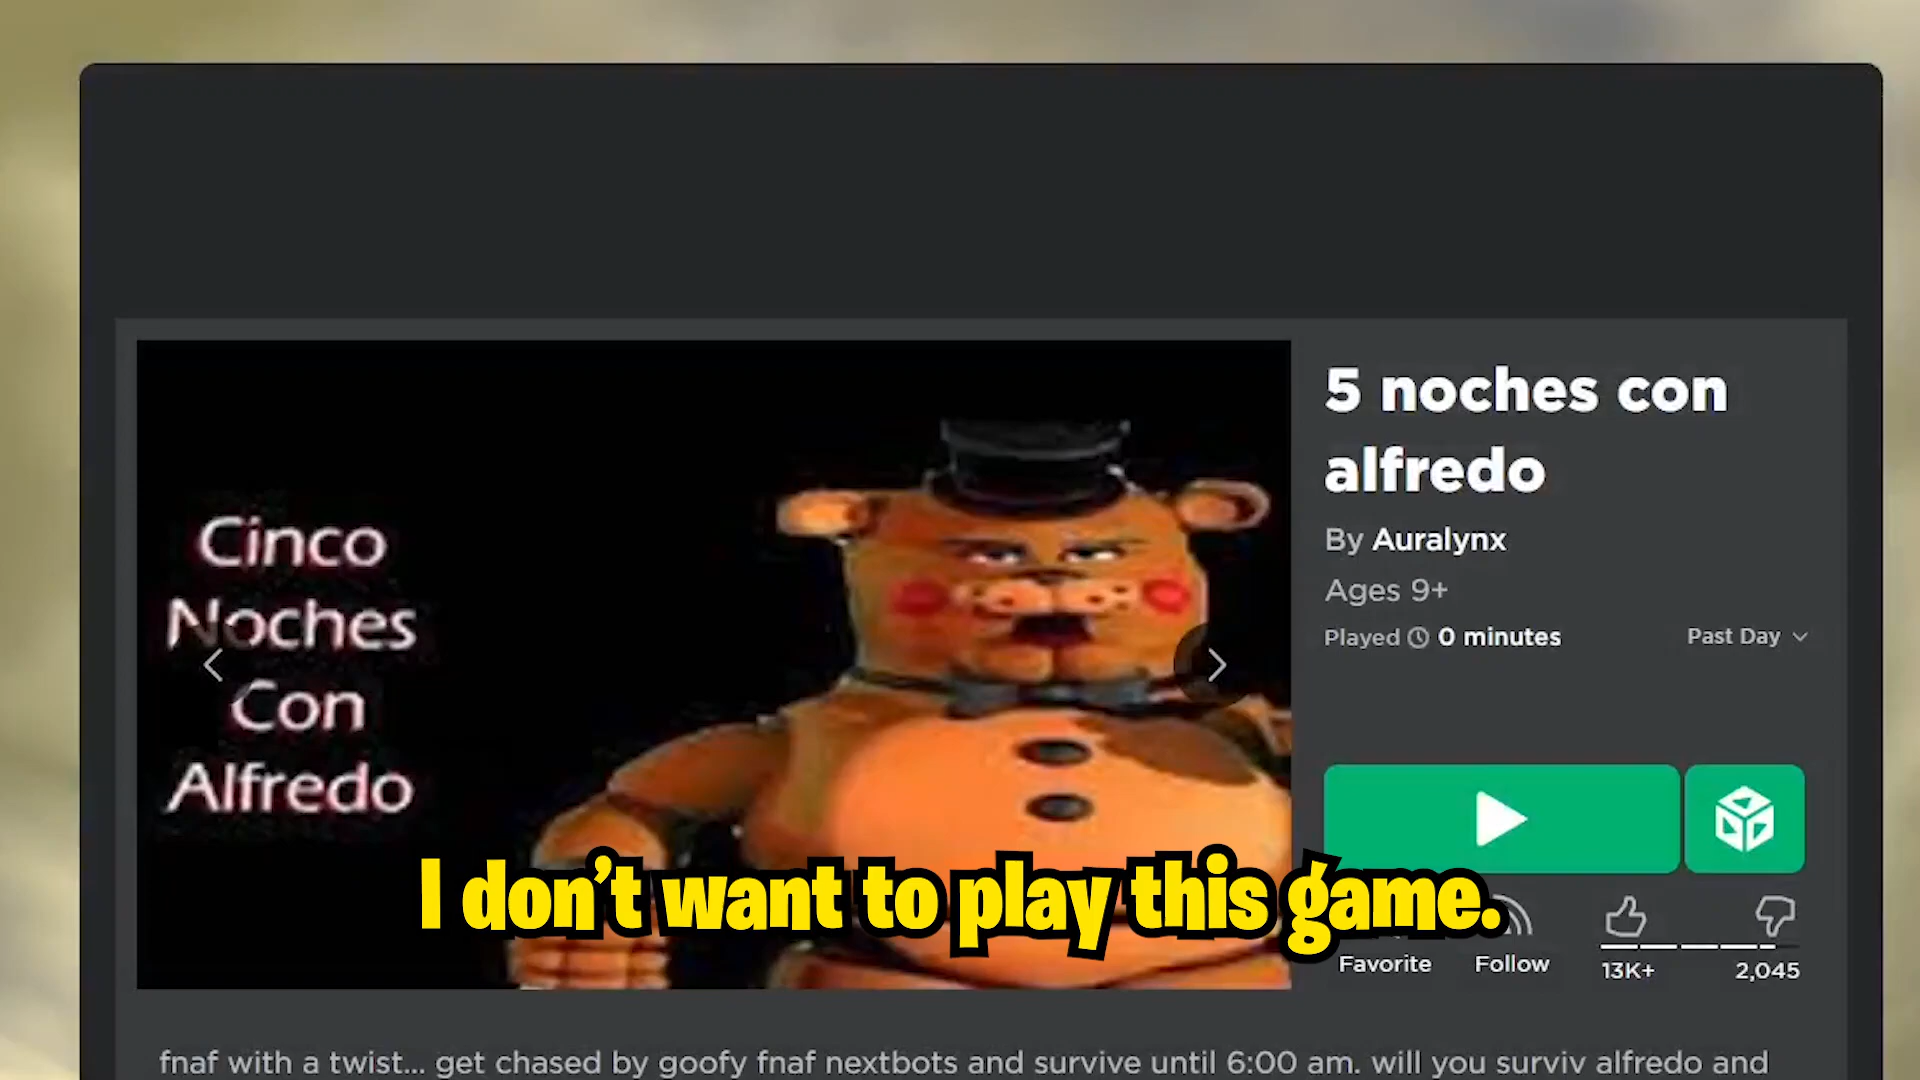 Cinco
Noches
Con
Alfredo
5 noches con
alfredo
By Auralynx
Ages 9+
Played 0 minutes
Past Day
I don't want to play this game.
Favorite
Follow
13K+
2,045
fnaf with a twist... get chased by goofy fnaf nextbots and survive until 6:00 am. will you surviv alfredo and